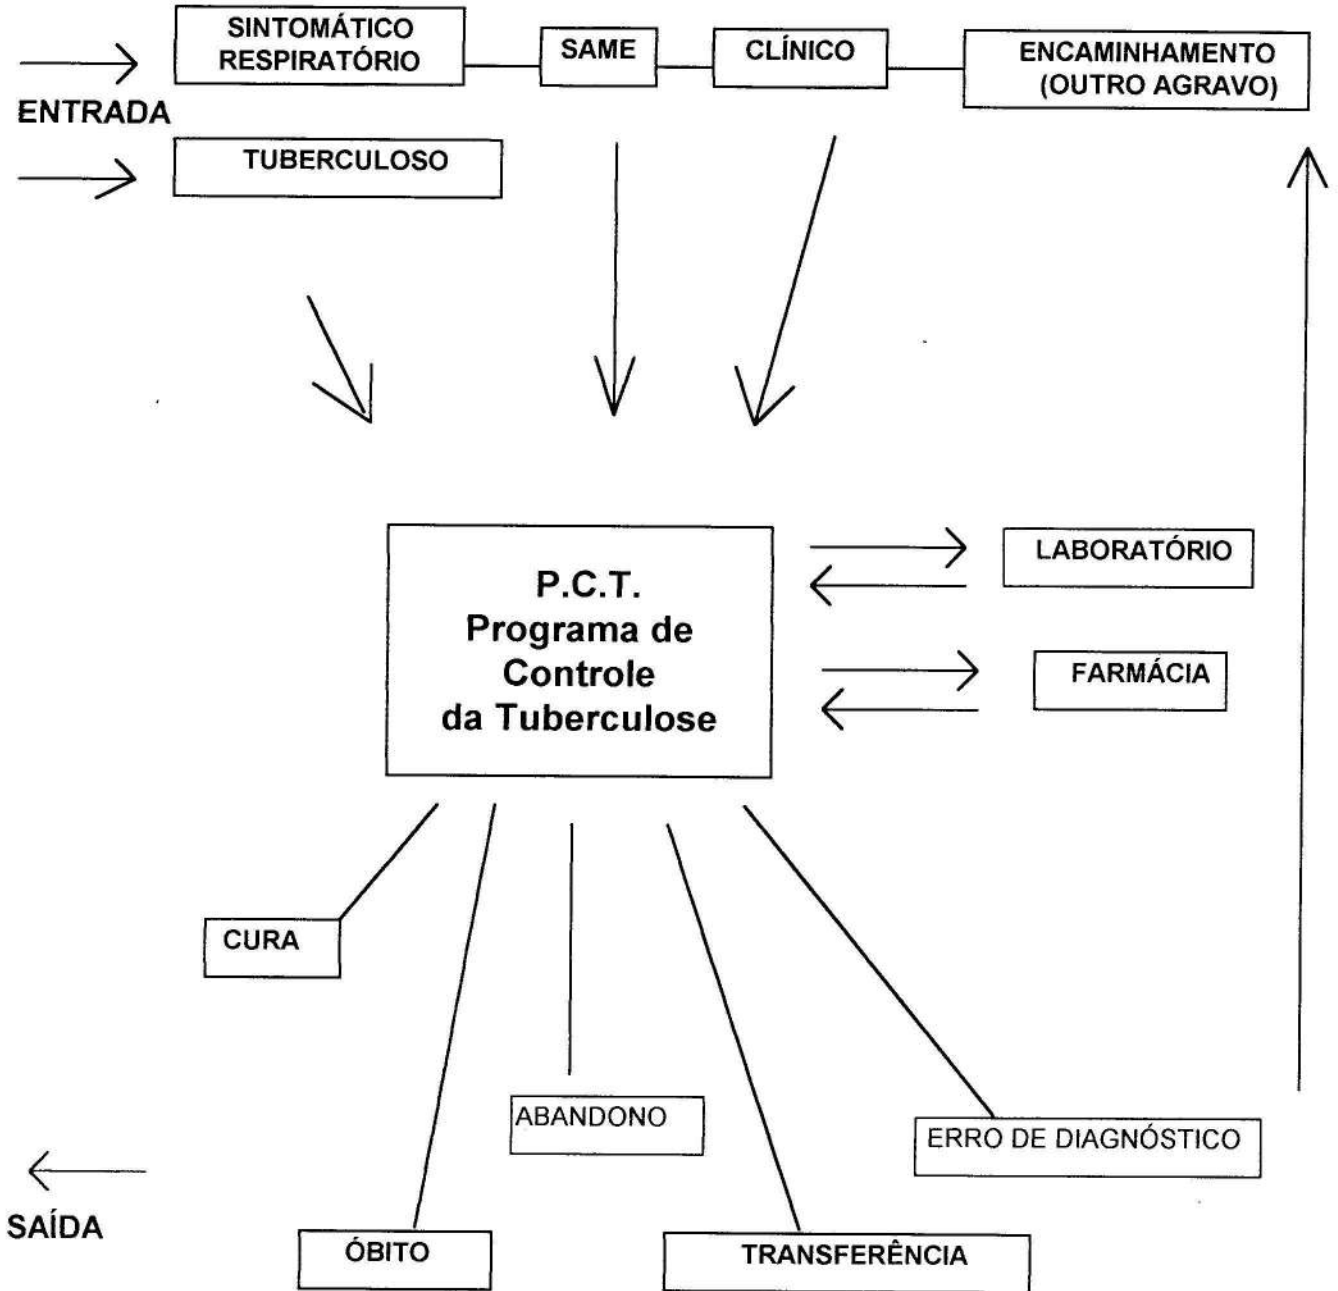 SINTOMÁTICO
RESPIRATÓRIO
SAME
CLÍNICO
ENCAMINHAMENTO
(OUTRO AGRAVO)
ENTRADA
TUBERCULOSO
P.C.T.
Programa de
Controle
da Tuberculose
LABORATÓRIO
FARMÁCIA
CURA
ABANDONO
ERRO DE DIAGNÓSTICO
SAÍDA
ÓBITO
TRANSFERÊNCIA